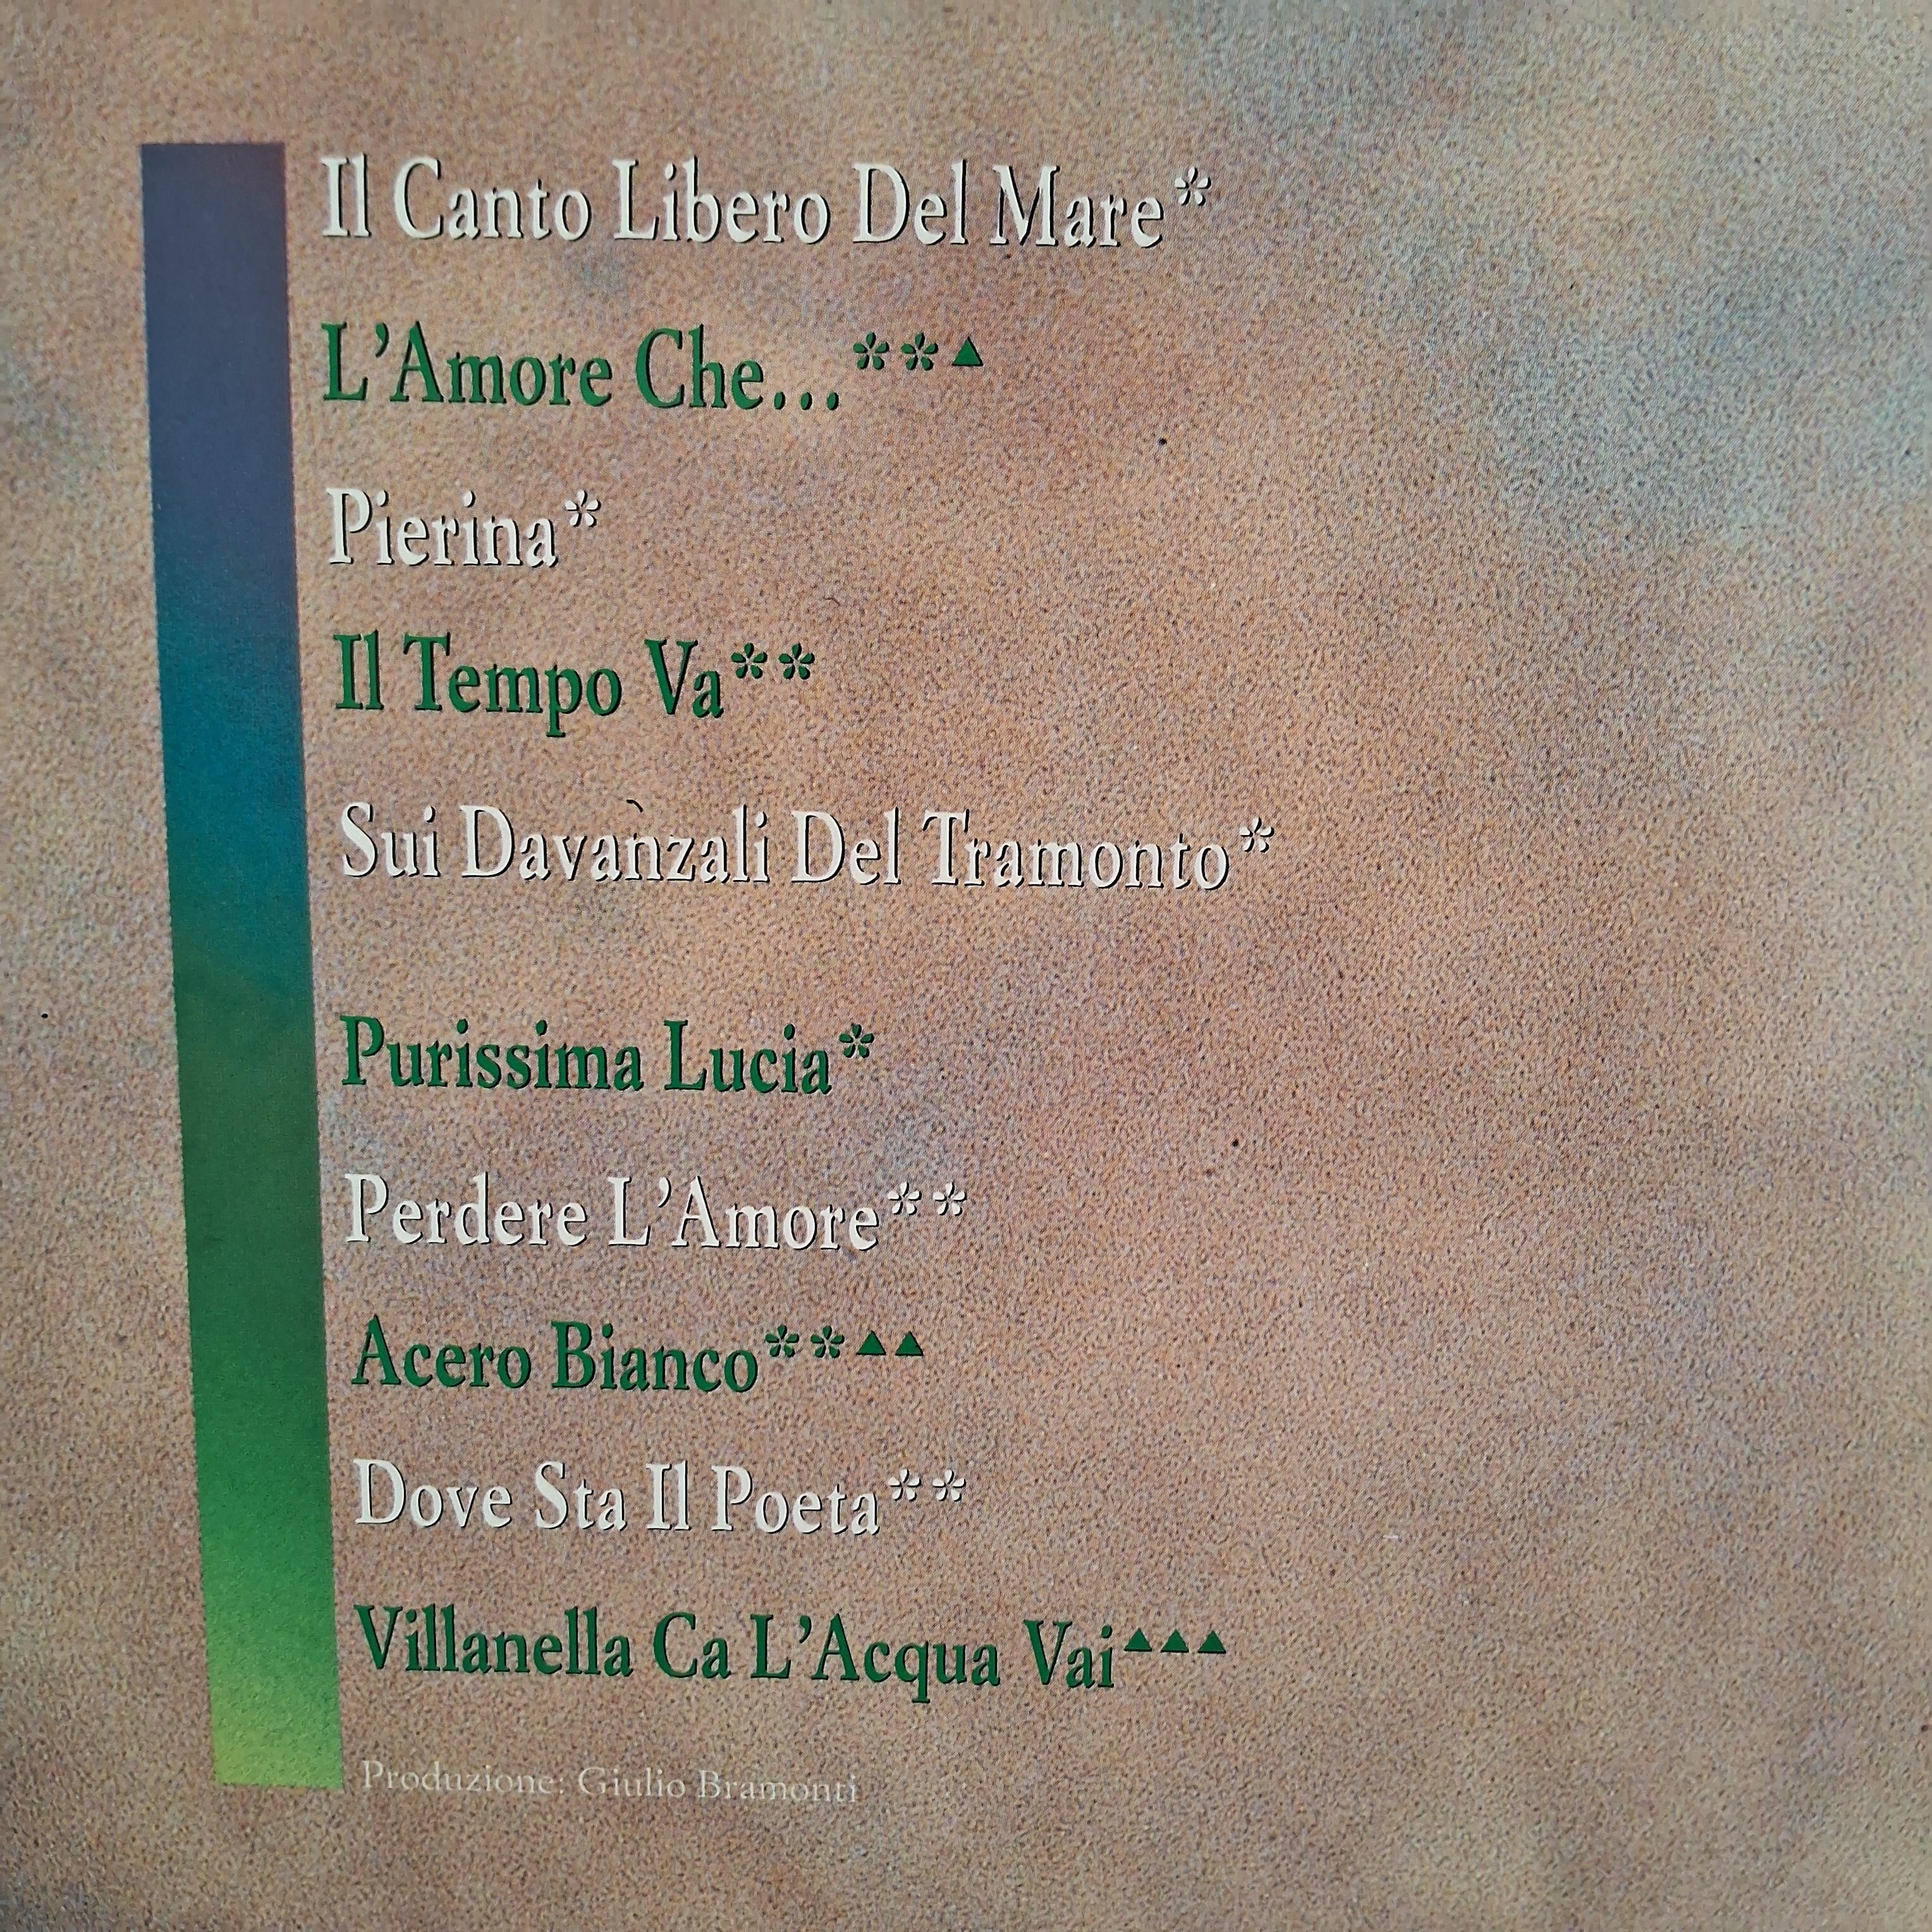 Il Canto Libero Del Mare*
L'Amore Che...**▲
Pierina*
Il Tempo Va**
Sui Davanzali Del Tramonto*
Purissima Lucia*
Perdere L'Amore**
Acero Bianco**▲▲
Dove Sta Il Poeta**
Villanella Ca L'Acqua Vai▲▲▲
Produzione: Giulio Bramonti